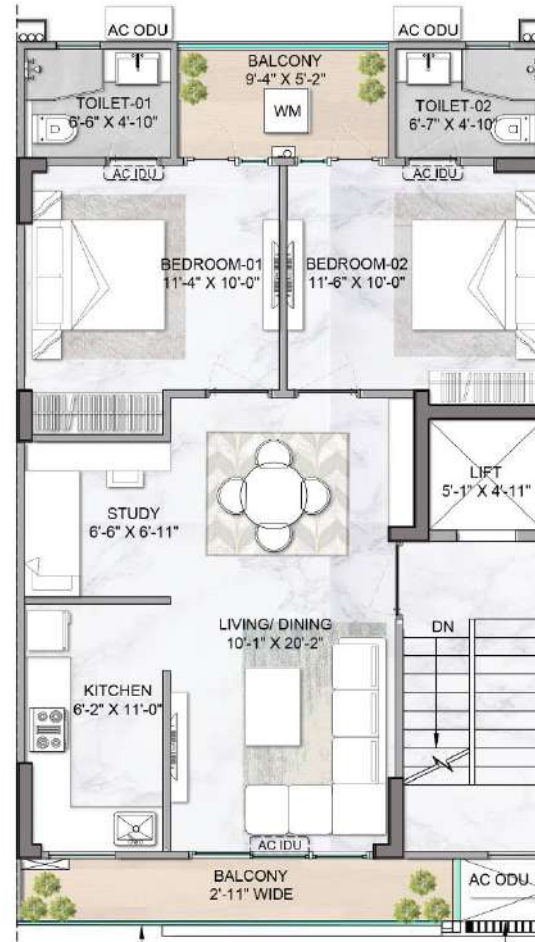 AC ODU
AC ODU
BALCONY
9'-4" X 5'-2"
WM
TOILET-01
6'-6" X 4'-10"
TOILET-02
6'-7" X 4'-10"
AC IDU
AC IDU
BEDROOM-01
11'-4" X 10'-0"
BEDROOM-02
11'-6" X 10'-0"
LIFT
5'-1" X 4'-11"
STUDY
6'-6" X 6'-11"
LIVING/ DINING
10'-1" X 20'-2"
DN
KITCHEN
6'-2" X 11'-0"
AC IDU
BALCONY
2'-11" WIDE
AC ODU